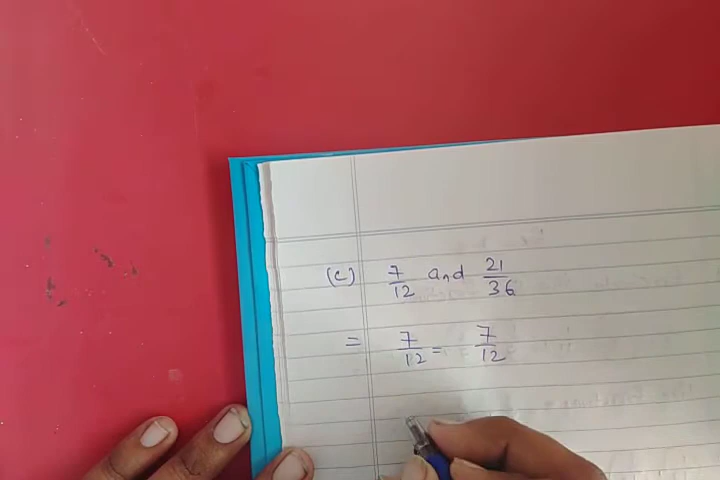 (c) 7/12 and 21/36
= 7/12 = 7/12